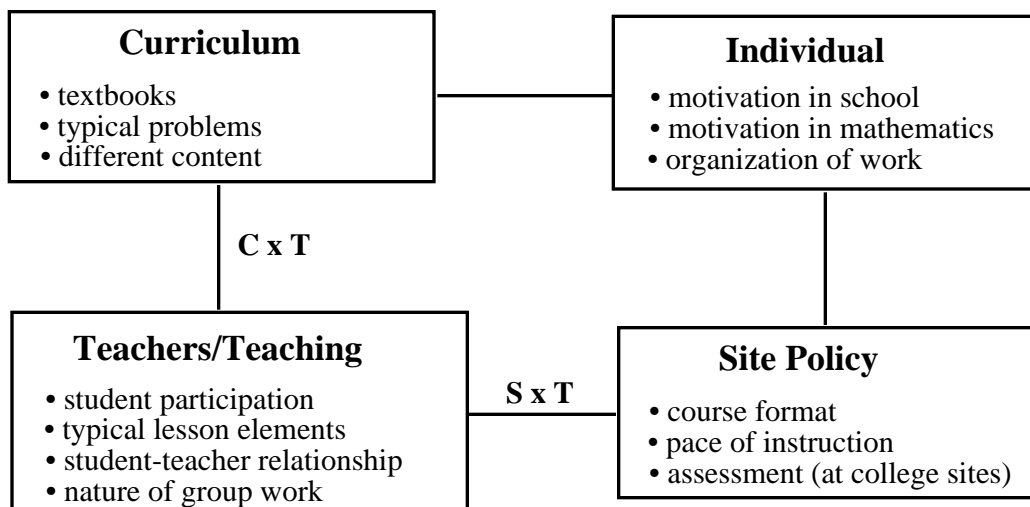 Curriculum
• textbooks
• typical problems
• different content
Individual
• motivation in school
• motivation in mathematics
• organization of work
C x T
Teachers/Teaching
• student participation
• typical lesson elements
• student-teacher relationship
• nature of group work
S x T
Site Policy
• course format
• pace of instruction
• assessment (at college sites)